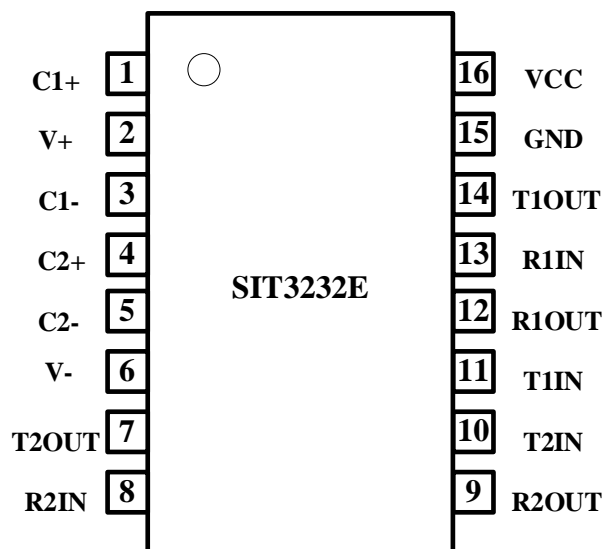 C1+ 1 16 VCC
V+ 2 15 GND
C1- 3 14 T1OUT
C2+ 4 13 R1IN
SIT3232E
C2- 5 12 R1OUT
V- 6 11 T1IN
T2OUT 7 10 T2IN
R2IN 8 9 R2OUT